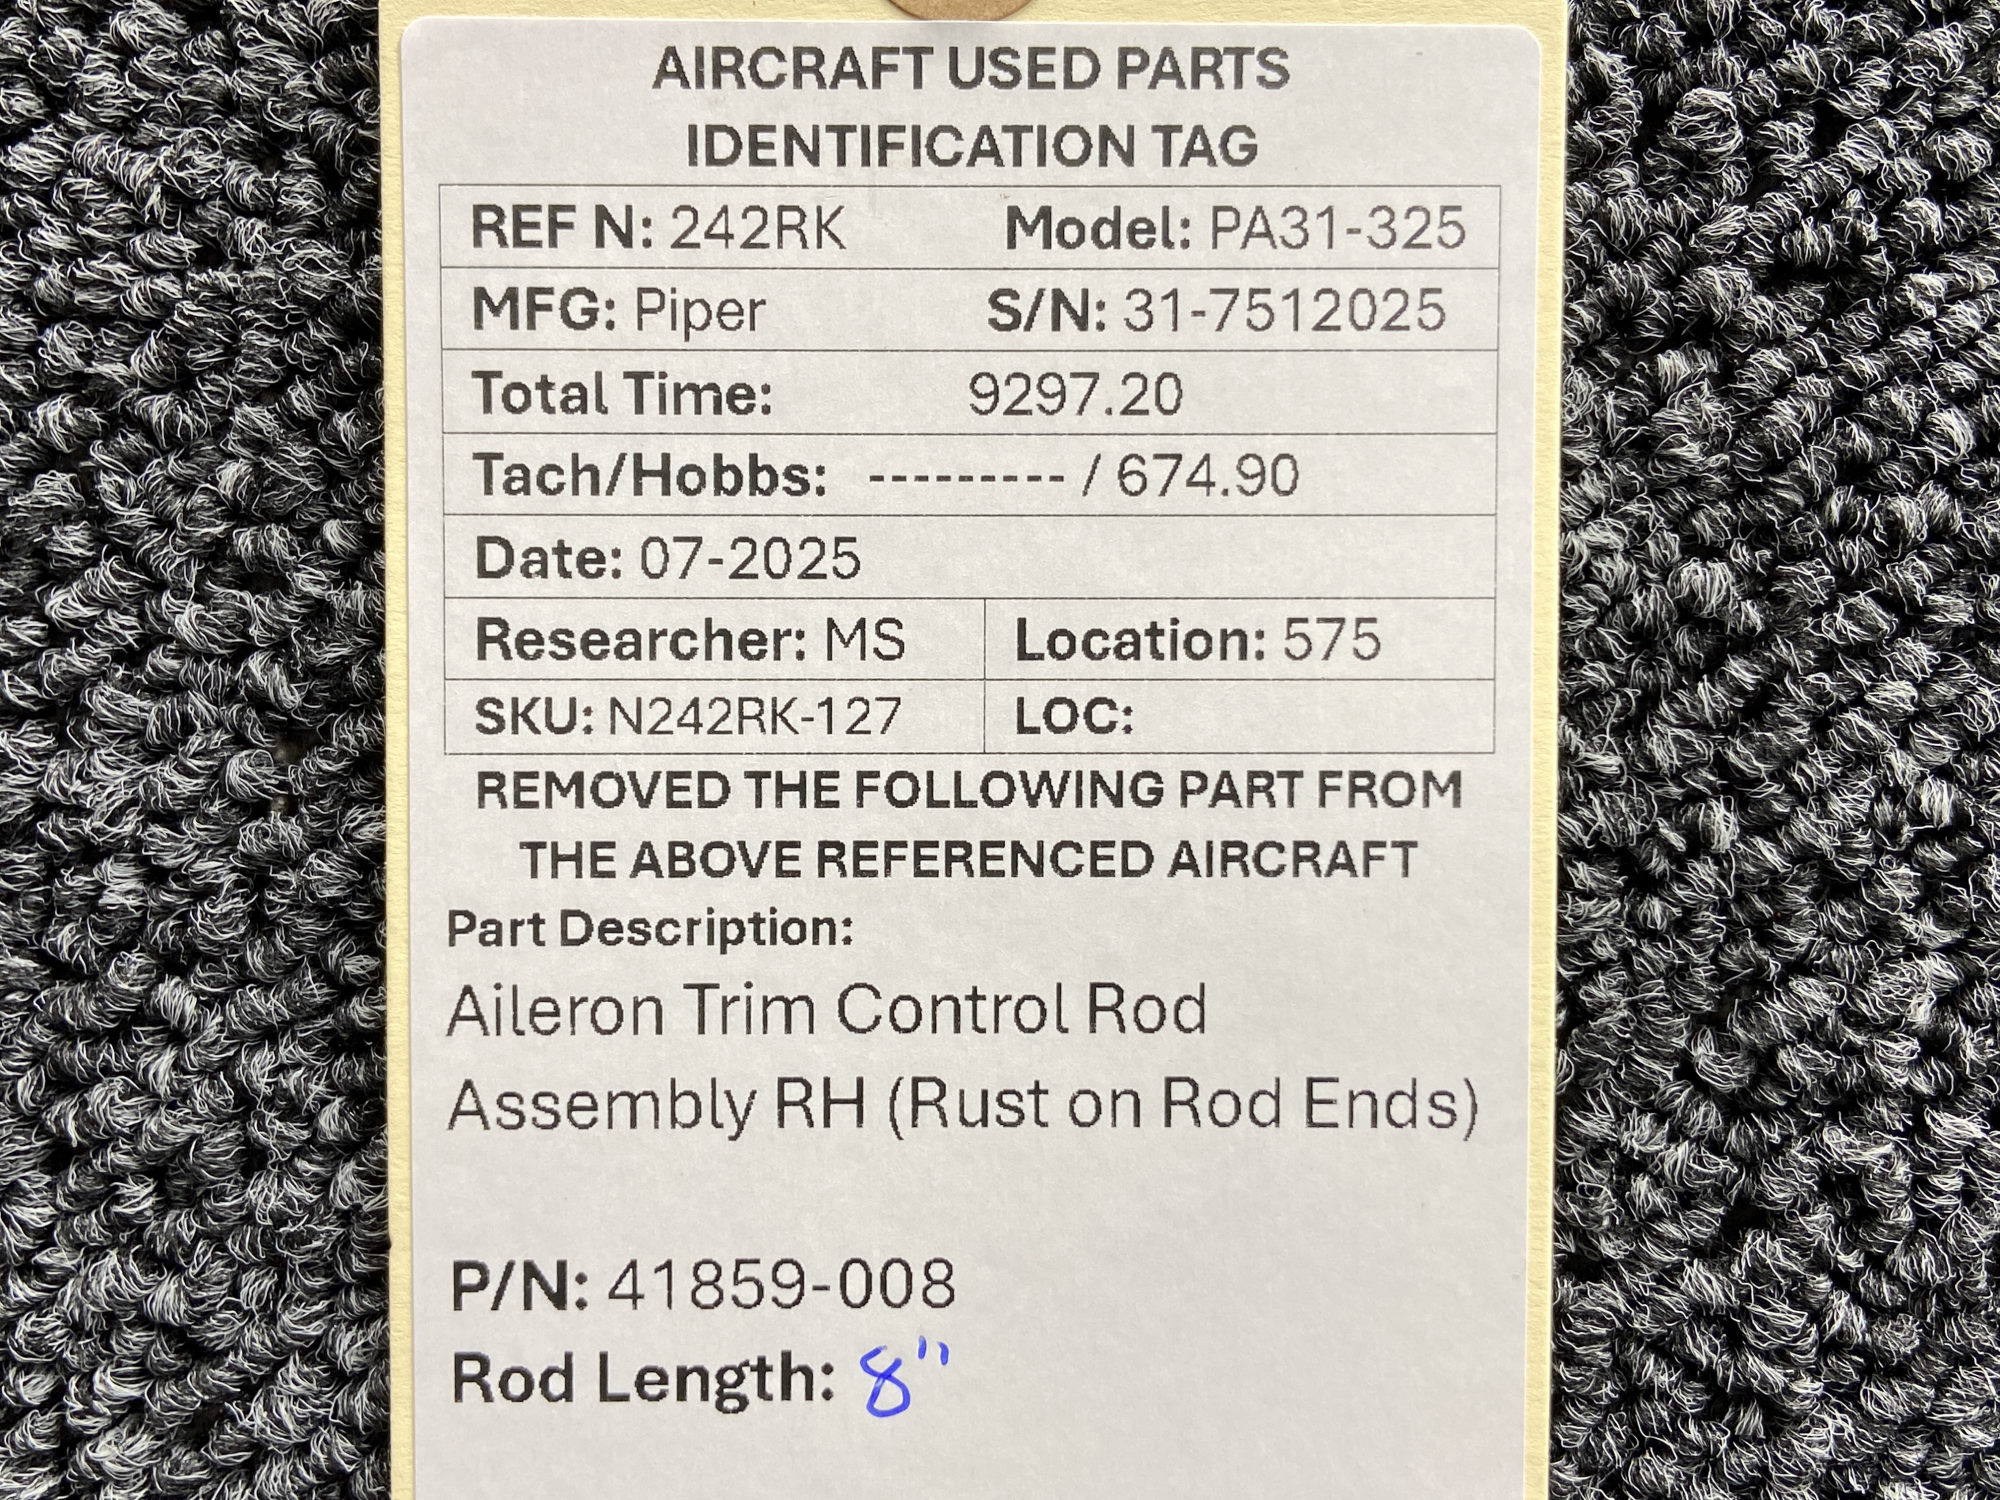 AIRCRAFT USED PARTS
IDENTIFICATION TAG
REF N: 242RK Model: PA31-325
MFG: Piper S/N: 31-7512025
Total Time: 9297.20
Tach/Hobbs: --------- / 674.90
Date: 07-2025
Researcher: MS Location: 575
SKU: N242RK-127 LOC:
REMOVED THE FOLLOWING PART FROM
THE ABOVE REFERENCED AIRCRAFT
Part Description:
Aileron Trim Control Rod
Assembly RH (Rust on Rod Ends)
P/N: 41859-008
Rod Length: 8"